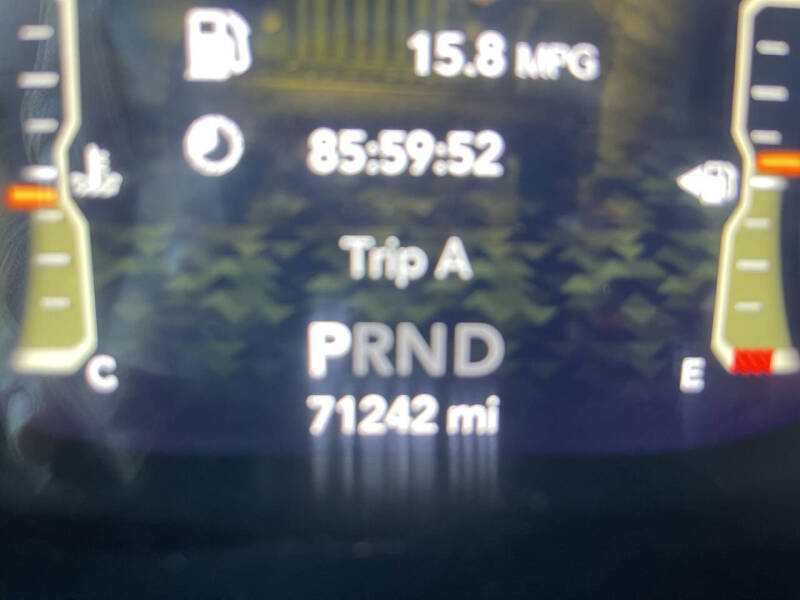 15.8 MPG
85:59:52
Trip A
PRND
C
E
71242 mi